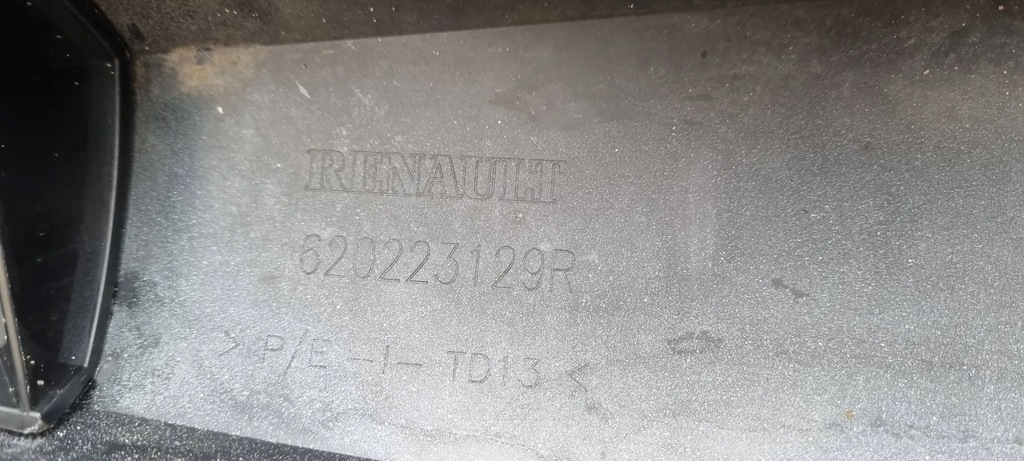 RENAULT
620223129R
> P/E -I- TD13 <